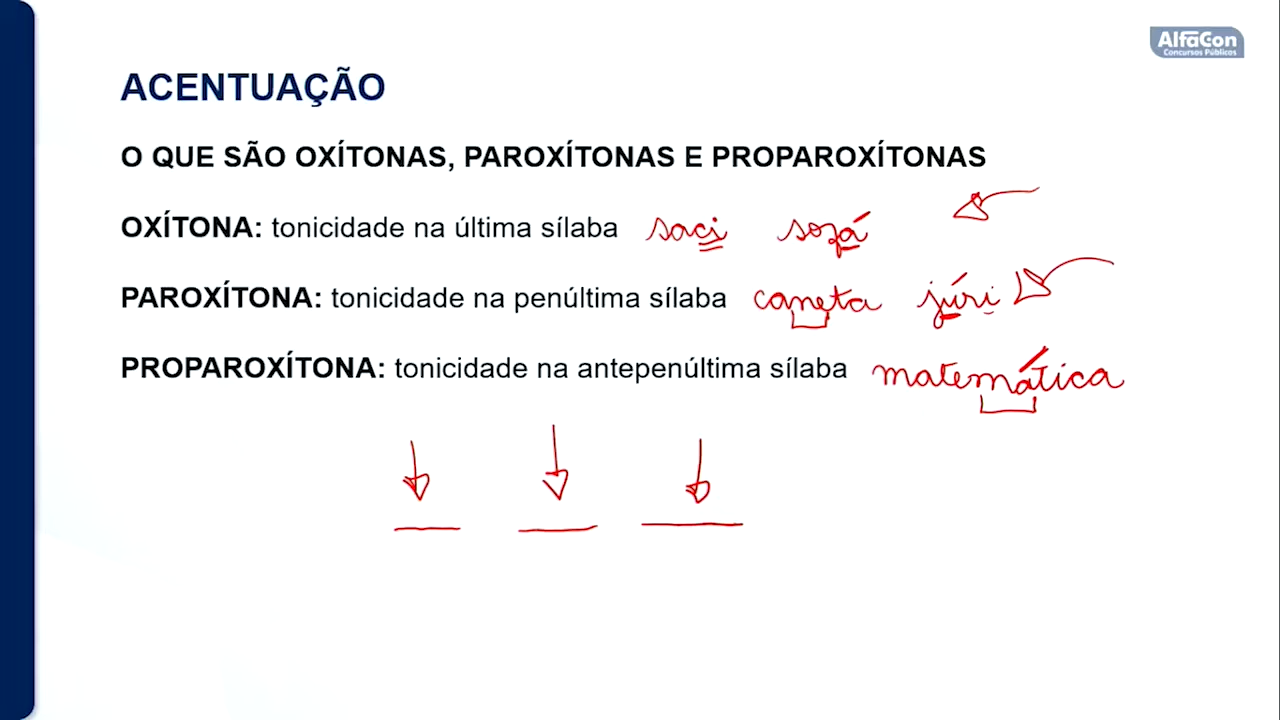 AlfaCon
Concursos Públicos
ACENTUAÇÃO
O QUE SÃO OXÍTONAS, PAROXÍTONAS E PROPAROXÍTONAS
OXÍTONA: tonicidade na última sílaba saci sofá
PAROXÍTONA: tonicidade na penúltima sílaba caneta júri
PROPAROXÍTONA: tonicidade na antepenúltima sílaba matemática